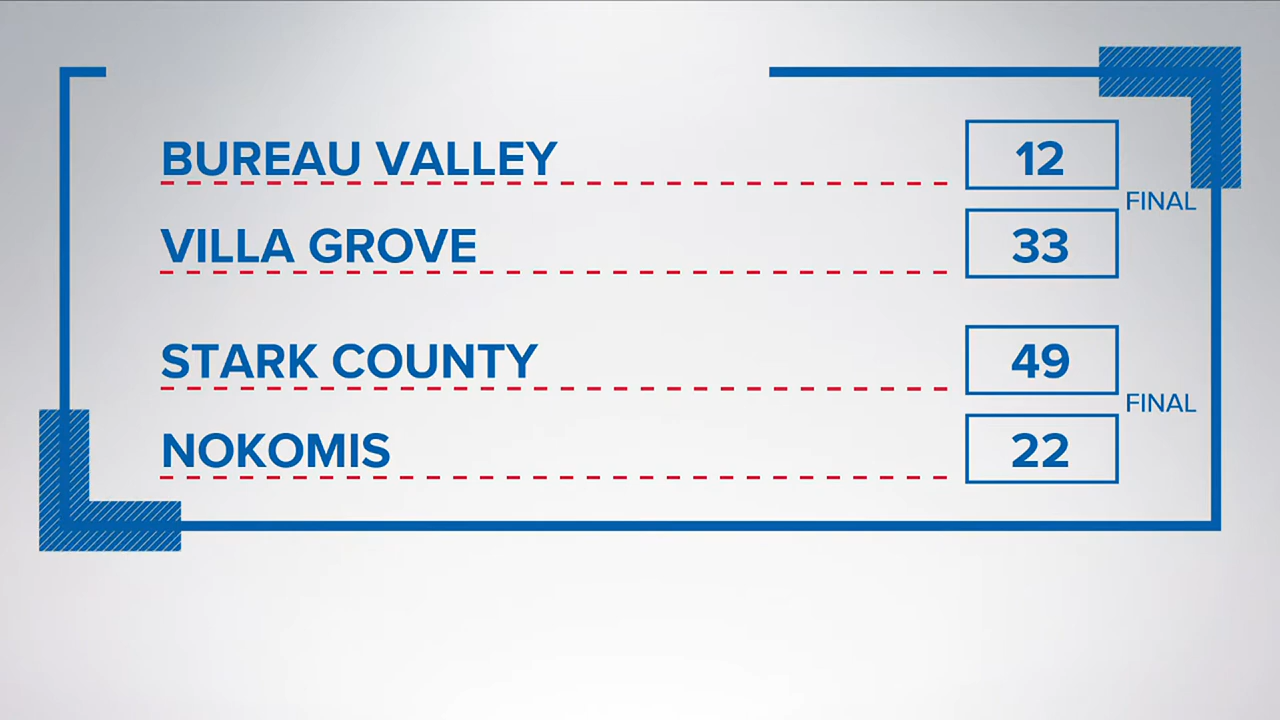 BUREAU VALLEY 12
FINAL
VILLA GROVE 33
STARK COUNTY 49
FINAL
NOKOMIS 22